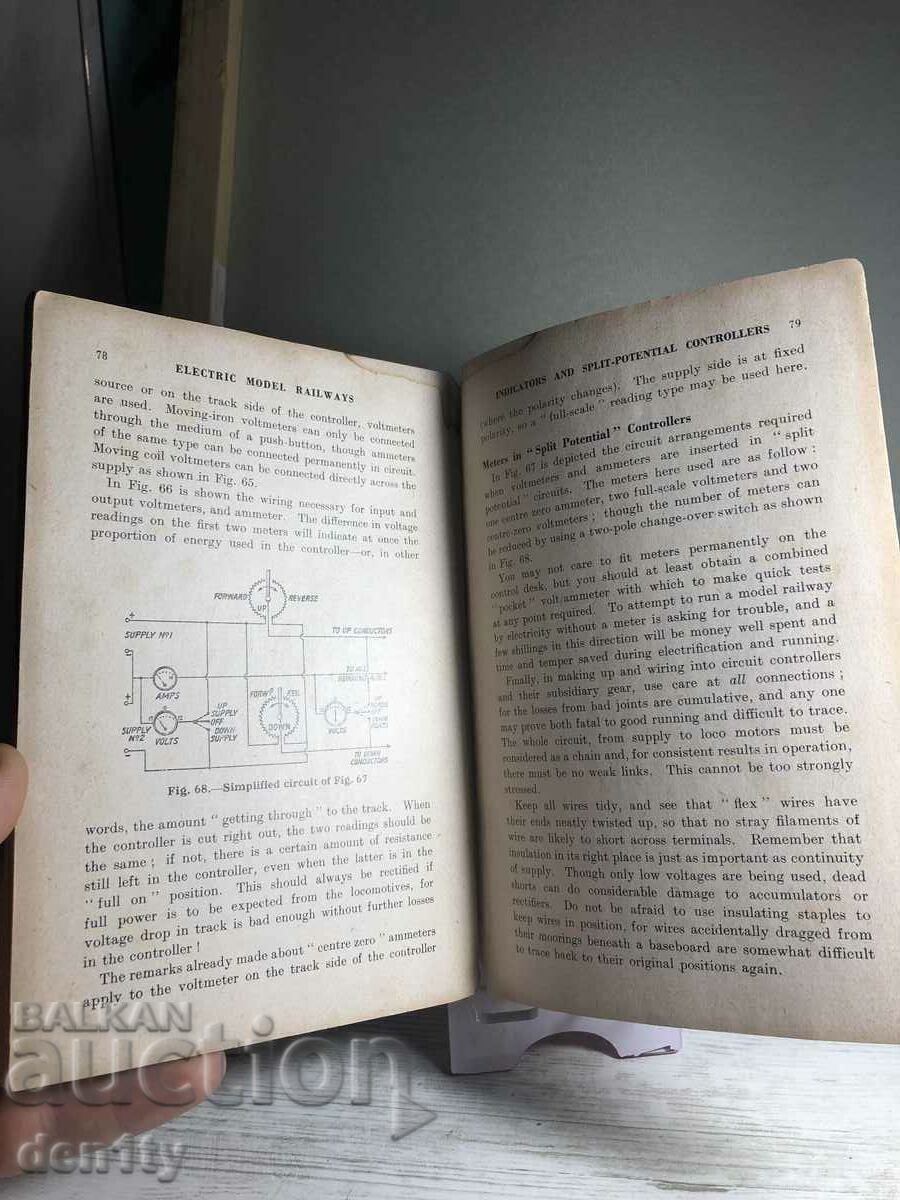 78
ELECTRIC MODEL RAILWAYS
source or on the track side of the controller, voltmeters
are used. Moving-iron voltmeters can only be connected
through the medium of a push-button, though ammeters
of the same type can be connected permanently in circuit.
Moving coil voltmeters can be connected directly across the
supply as shown in Fig. 65.
In Fig. 66 is shown the wiring necessary for input and
output voltmeters, and ammeter. The difference in voltage
readings on the first two meters will indicate at once the
proportion of energy used in the controller—or, in other
FORWARD
UP
REVERSE
SUPPLY Nº1
TO UP CONDUCTORS
TO ALL
AMPS
FORWD
REV.
DOWN
UP
SUPPLY
OFF
DOWN
SUPPLY
SUPPLY
Nº2
VOLTS
VOLTS
TO DOWN
CONDUCTORS
Fig. 68.—Simplified circuit of Fig. 67
words, the amount " getting through " to the track. When
the controller is cut right out, the two readings should be
the same ; if not, there is a certain amount of resistance
still left in the controller, even when the latter is in the
" full on " position. This should always be rectified if
full power is to be expected from the locomotives, for
voltage drop in track is bad enough without further losses
in the controller !
The remarks already made about " centre zero " ammeters
apply to the voltmeter on the track side of the controller
INDICATORS AND SPLIT-POTENTIAL CONTROLLERS 79
(where the polarity changes). The supply side is at fixed
polarity, so a " full-scale " reading type may be used here.
Meters in "Split Potential" Controllers
In Fig. 67 is depicted the circuit arrangements required
when voltmeters and ammeters are inserted in " split
potential " circuits. The meters here used are as follow :
one centre zero ammeter, two full-scale voltmeters and two
centre-zero voltmeters ; though the number of meters can
be reduced by using a two-pole change-over switch as shown
in Fig. 68.
You may not care to fit meters permanently on the
control desk, but you should at least obtain a combined
" pocket " volt/ammeter with which to make quick tests
at any point required. To attempt to run a model railway
by electricity without a meter is asking for trouble, and a
few shillings in this direction will be money well spent and
time and temper saved during electrification and running.
Finally, in making up and wiring into circuit controllers
and their subsidiary gear, use care at all connections ;
for the losses from bad joints are cumulative, and any one
may prove both fatal to good running and difficult to trace.
The whole circuit, from supply to loco motors must be
considered as a chain and, for consistent results in operation,
there must be no weak links. This cannot be too strongly
stressed.
Keep all wires tidy, and see that " flex " wires have
their ends neatly twisted up, so that no stray filaments of
wire are likely to short across terminals. Remember that
insulation in its right place is just as important as continuity
of supply. Though only low voltages are being used, dead
shorts can do considerable damage to accumulators or
rectifiers. Do not be afraid to use insulating staples to
keep wires in position, for wires accidentally dragged from
their moorings beneath a baseboard are somewhat difficult
to trace back to their original positions again.
BALKAN
auction
den1ty